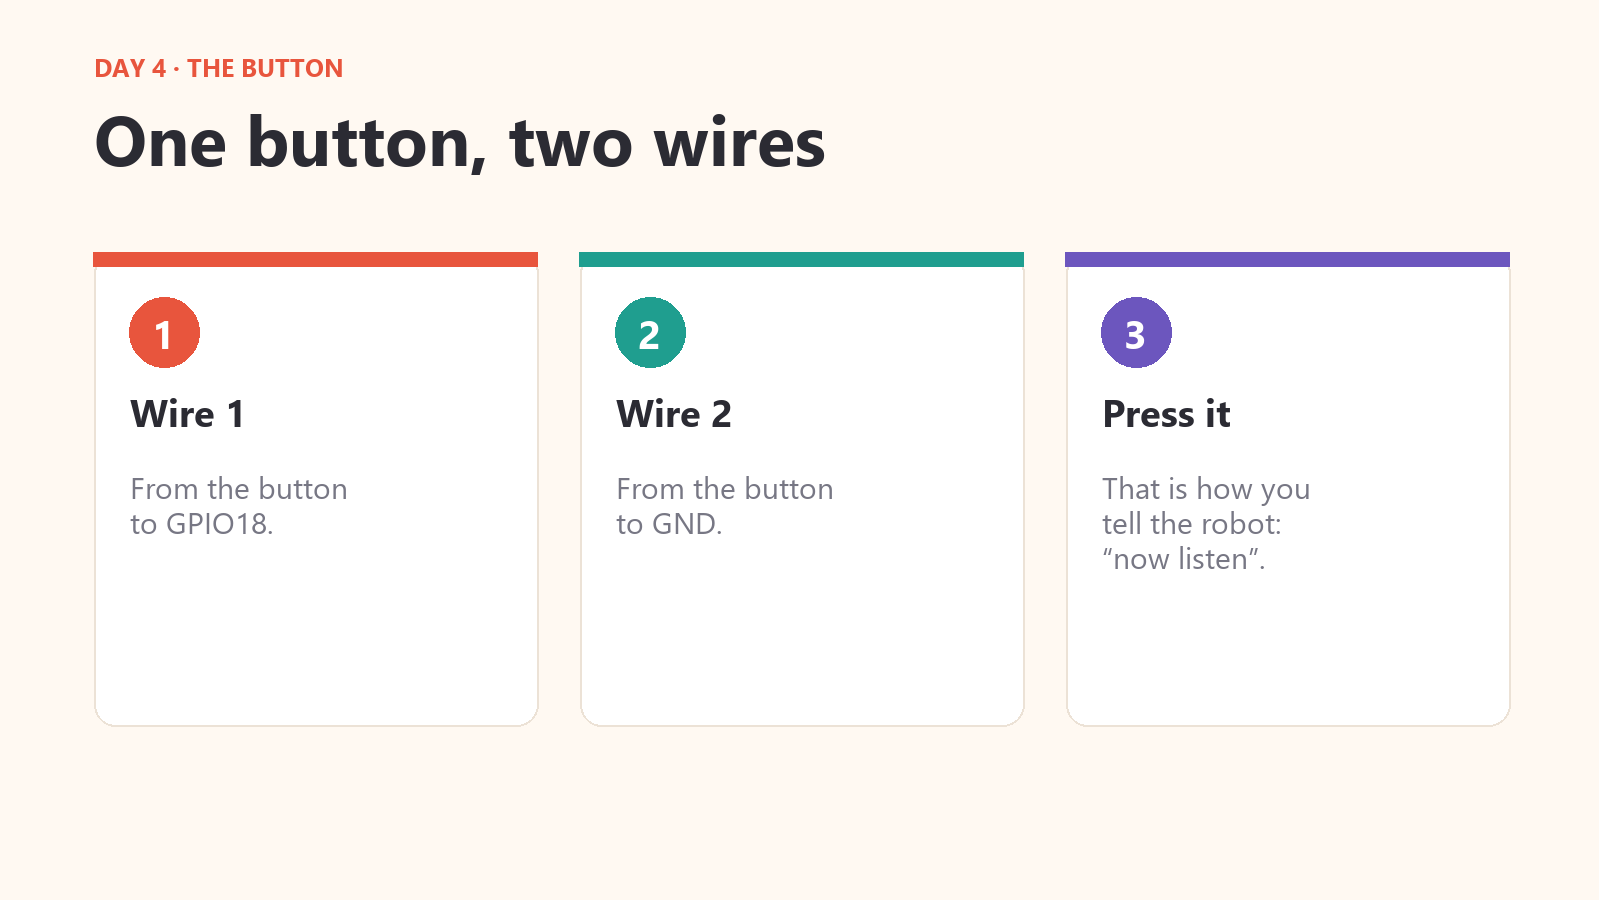 DAY 4 · THE BUTTON
One button, two wires
1
Wire 1
From the button
to GPIO18.
2
Wire 2
From the button
to GND.
3
Press it
That is how you
tell the robot:
“now listen”.